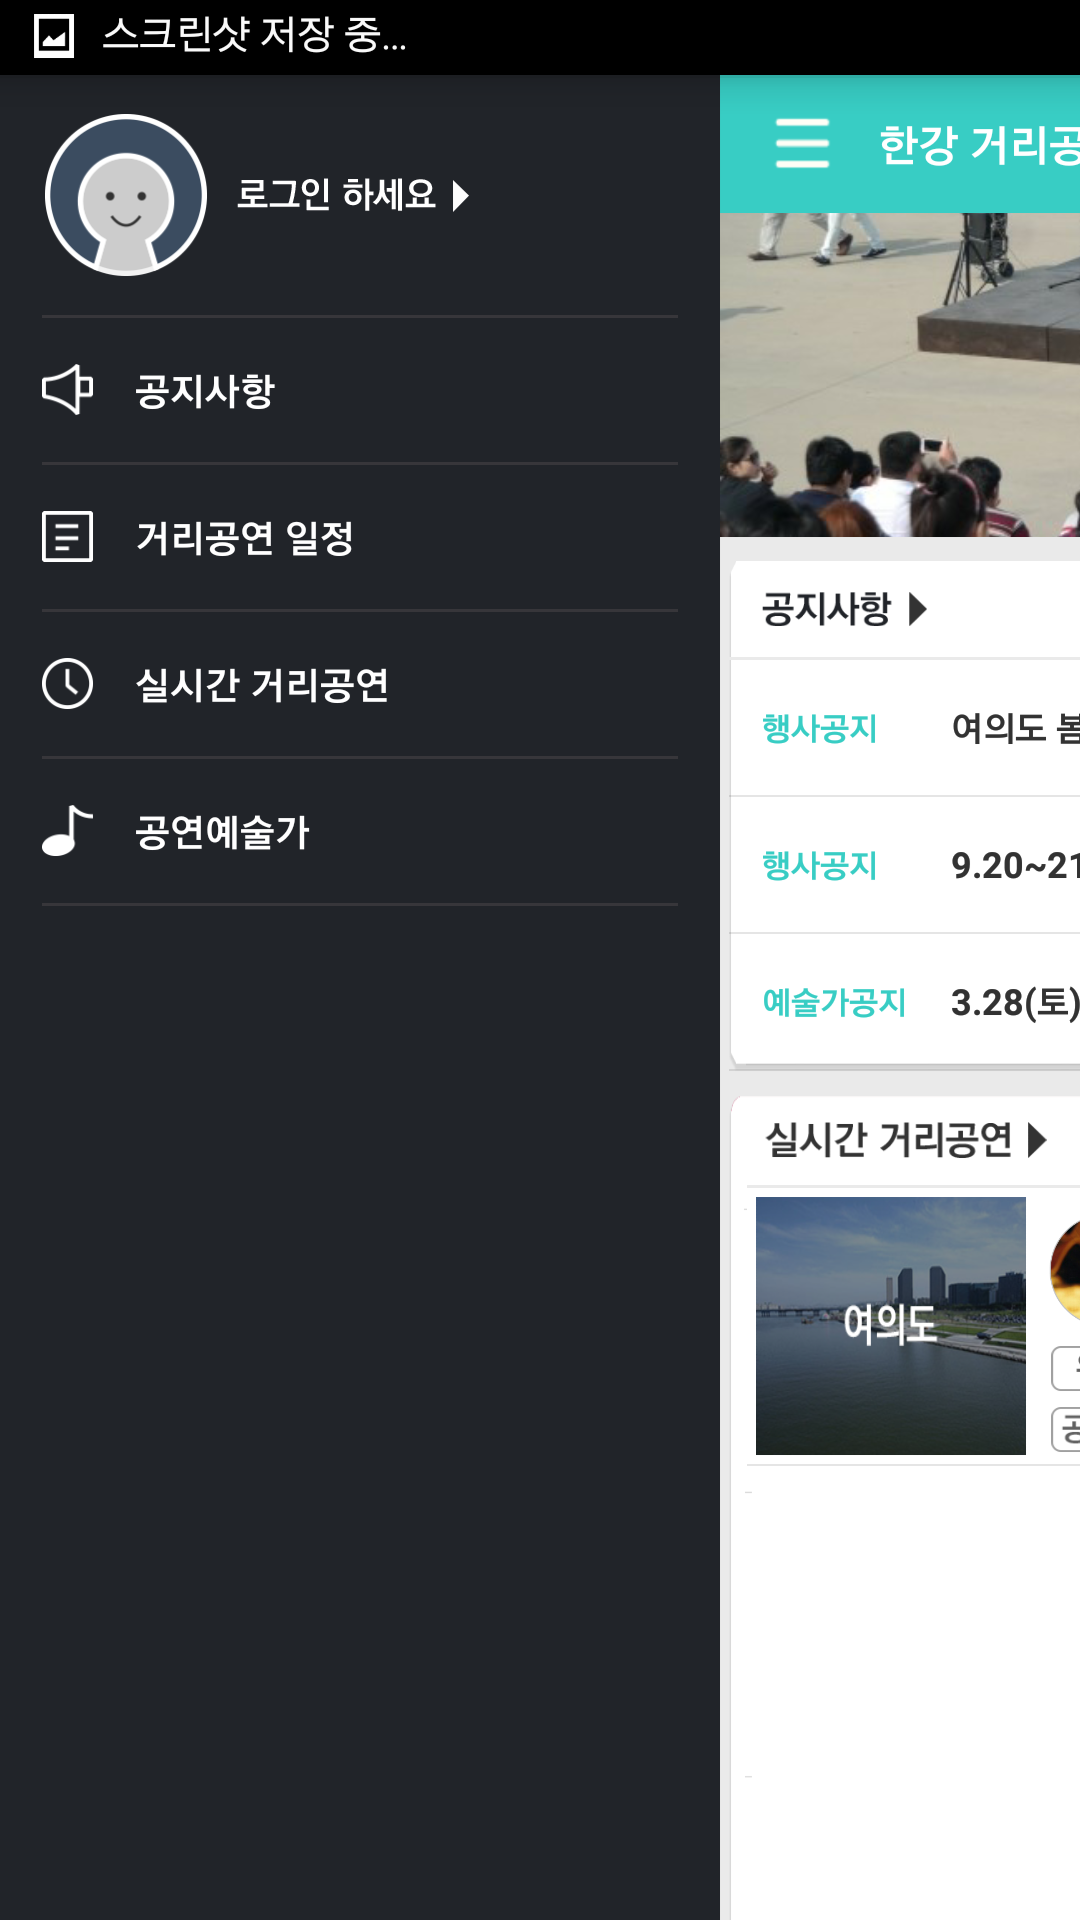 스크린샷 저장 중...
로그인 하세요
공지사항
거리공연 일정
실시간 거리공연
공연예술가
한강 거리공
공지사항
행사공지 여의도 봄
행사공지 9.20~21
예술가공지 3.28(토)
실시간 거리공연
여의도
공